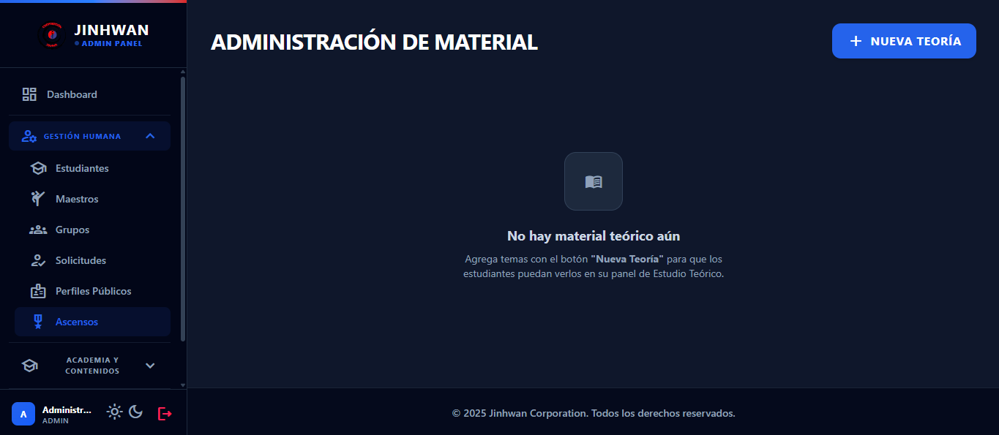 JINHWAN
ADMIN PANEL
Dashboard
GESTIÓN HUMANA
Estudiantes
Maestros
Grupos
Solicitudes
Perfiles Públicos
Ascensos
ACADEMIA Y
CONTENIDOS
A
Administr...
ADMIN
ADMINISTRACIÓN DE MATERIAL
NUEVA TEORÍA
No hay material teórico aún
Agrega temas con el botón "Nueva Teoría" para que los
estudiantes puedan verlos en su panel de Estudio Teórico.
© 2025 Jinhwan Corporation. Todos los derechos reservados.